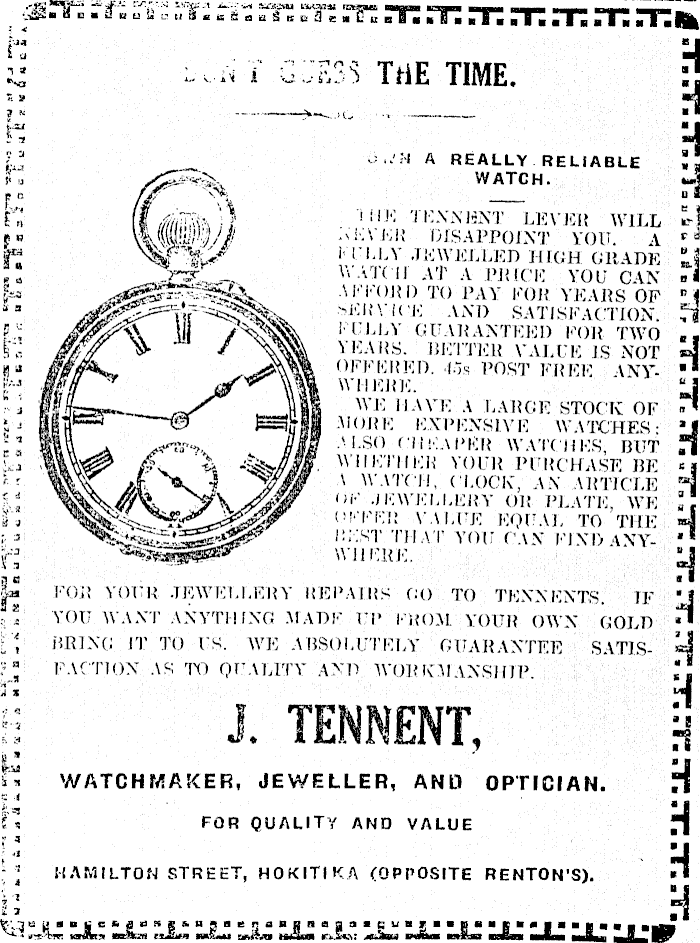 DON'T GUESS THE TIME.
OWN A REALLY RELIABLE
WATCH.
THE TENNENT LEVER WILL
NEVER DISAPPOINT YOU. A
FULLY JEWELLED HIGH GRADE
WATCH AT A PRICE YOU CAN
AFFORD TO PAY FOR YEARS OF
SERVICE AND SATISFACTION.
FULLY GUARANTEED FOR TWO
YEARS. BETTER VALUE IS NOT
OFFERED. 45s POST FREE ANY-
WHERE.
WE HAVE A LARGE STOCK OF
MORE EXPENSIVE WATCHES;
ALSO CHEAPER WATCHES, BUT
WHETHER YOUR PURCHASE BE
A WATCH, CLOCK, AN ARTICLE
OF JEWELLERY OR PLATE, WE
OFFER VALUE EQUAL TO THE
BEST THAT YOU CAN FIND ANY-
WHERE.
FOR YOUR JEWELLERY REPAIRS GO TO TENNENTS. IF
YOU WANT ANYTHING MADE UP FROM YOUR OWN GOLD
BRING IT TO US. WE ABSOLUTELY GUARANTEE SATIS-
FACTION AS TO QUALITY AND WORKMANSHIP.
J. TENNENT,
WATCHMAKER, JEWELLER, AND OPTICIAN.
FOR QUALITY AND VALUE
HAMILTON STREET, HOKITIKA (OPPOSITE RENTON'S).